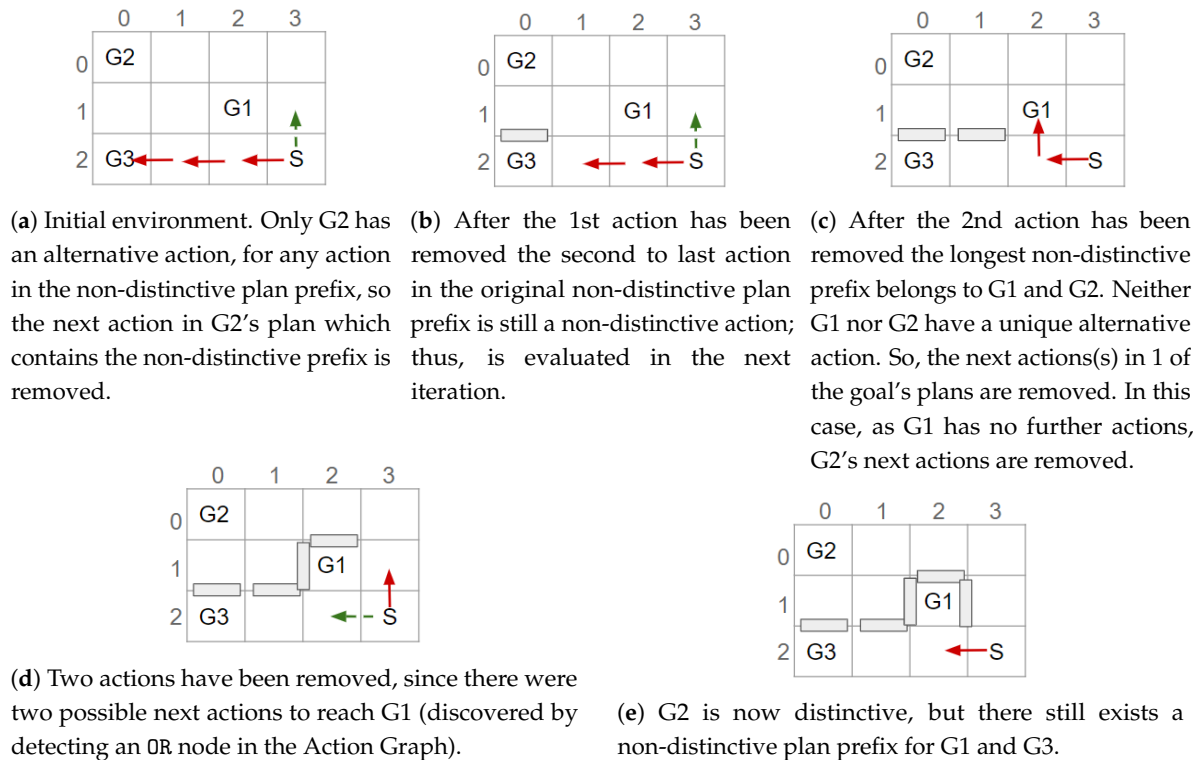 0 1 2 3
0 G2
1 G1
2 G3 S
(a) Initial environment. Only G2 has
an alternative action, for any action
in the non-distinctive plan prefix, so
the next action in G2's plan which
contains the non-distinctive prefix is
removed.
0 1 2 3
0 G2
1 G1
2 G3 S
(b) After the 1st action has been
removed the second to last action
in the original non-distinctive plan
prefix is still a non-distinctive action;
thus, is evaluated in the next
iteration.
0 1 2 3
0 G2
1 G1
2 G3 S
(c) After the 2nd action has been
removed the longest non-distinctive
prefix belongs to G1 and G2. Neither
G1 nor G2 have a unique alternative
action. So, the next actions(s) in 1 of
the goal's plans are removed. In this
case, as G1 has no further actions,
G2's next actions are removed.
0 1 2 3
0 G2
1 G1
2 G3 S
(d) Two actions have been removed, since there were
two possible next actions to reach G1 (discovered by
detecting an OR node in the Action Graph).
0 1 2 3
0 G2
1 G1
2 G3 S
(e) G2 is now distinctive, but there still exists a
non-distinctive plan prefix for G1 and G3.